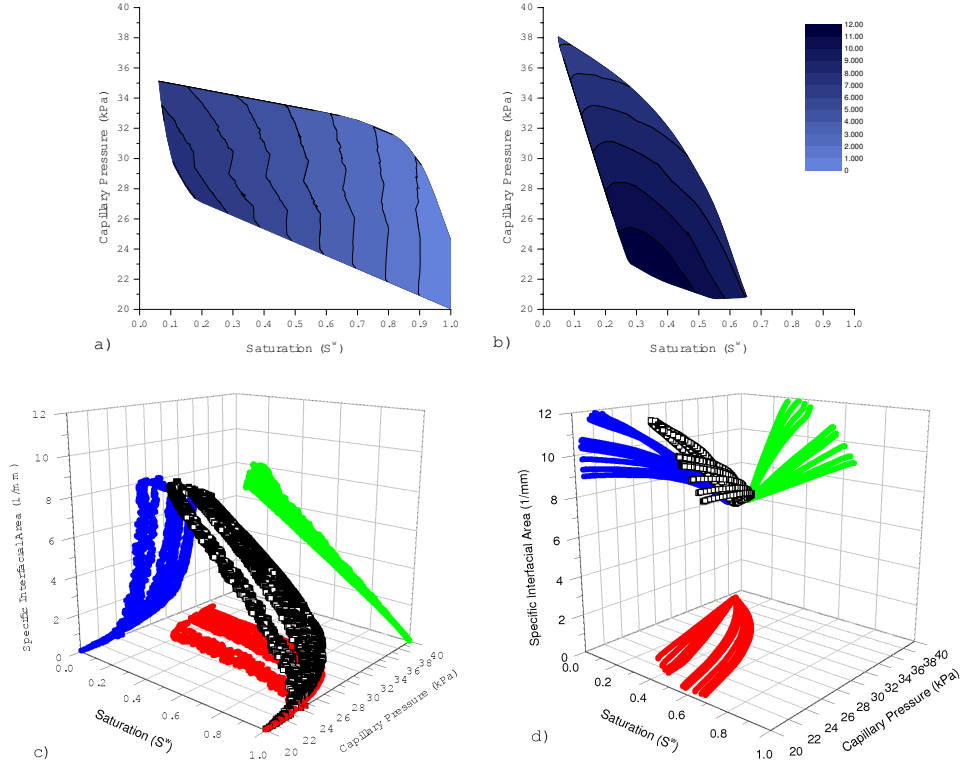 40
38
36
34
32
30
28
26
24
22
20
Capillary Pressure (kPa)
0.0 0.1 0.2 0.3 0.4 0.5 0.6 0.7 0.8 0.9 1.0
Saturation (Sʷ)
a)
40
38
36
34
32
30
28
26
24
22
20
Capillary Pressure (kPa)
0.0 0.1 0.2 0.3 0.4 0.5 0.6 0.7 0.8 0.9 1.0
Saturation (Sʷ)
b)
12.00
11.00
10.00
9.000
8.000
7.000
6.000
5.000
4.000
3.000
2.000
1.000
0
12
10
8
6
4
2
0
Specific Interfacial Area (1/mm)
0.0 0.2 0.4 0.6 0.8 1.0
Saturation (Sʷ)
20 22 24 26 28 30 32 34 36 38 40
Capillary Pressure (kPa)
c)
12
10
8
6
4
2
0
Specific Interfacial Area (1/mm)
0.0 0.2 0.4 0.6 0.8 1.0
Saturation (Sʷ)
20 22 24 26 28 30 32 34 36 38 40
Capillary Pressure (kPa)
d)